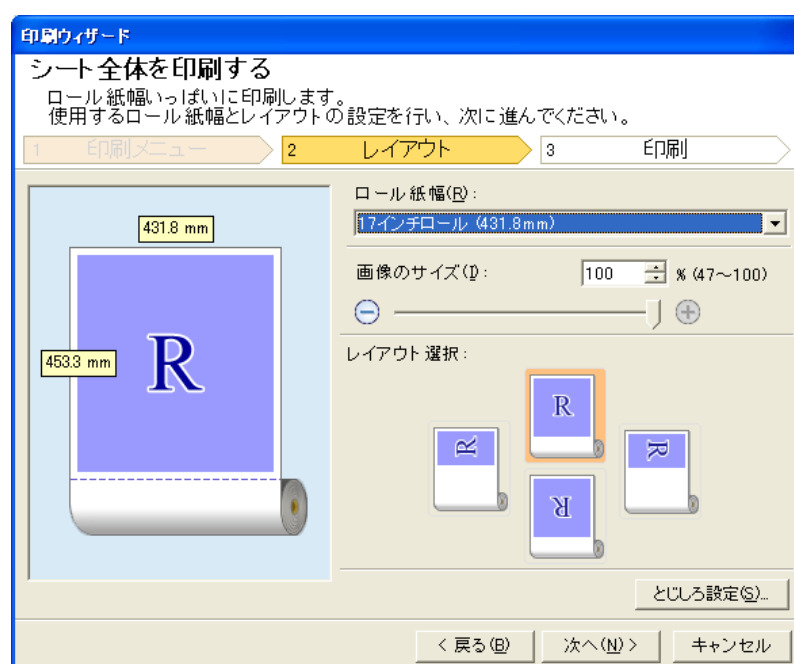 印刷ウィザード
シート全体を印刷する
ロール紙幅いっぱいに印刷します。
使用するロール紙幅とレイアウトの設定を行い、次に進んでください。
1 印刷メニュー 2 レイアウト 3 印刷
ロール紙幅(R):
17インチロール (431.8mm)
431.8 mm
画像のサイズ(I): 100 % (47～100)
453.3 mm
R
レイアウト選択:
R
R
R
R
とじしろ設定(S)...
< 戻る(B) 次へ(N) > キャンセル